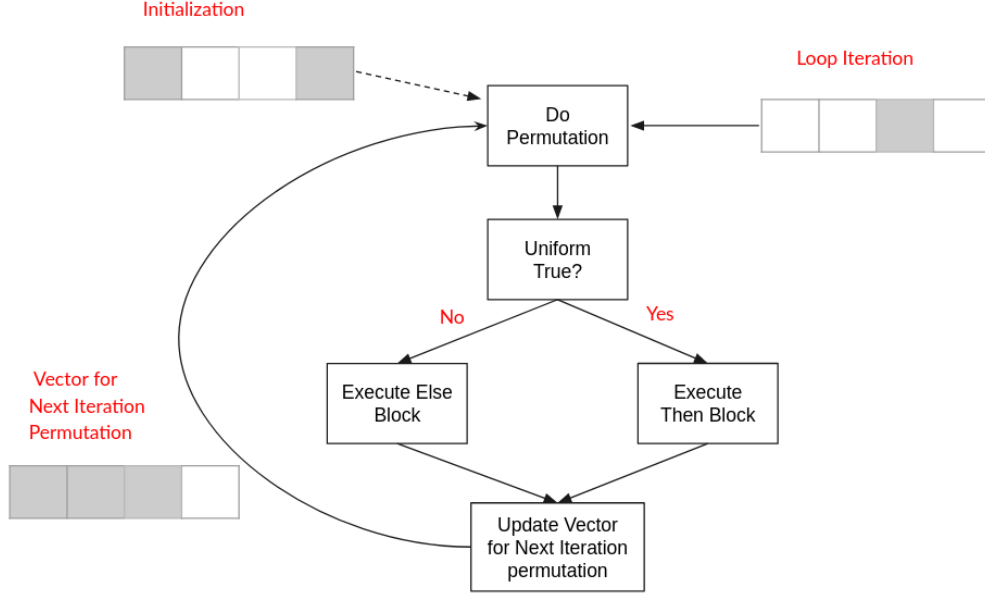 Initialization
Loop Iteration
Do
Permutation
Uniform
True?
No
Yes
Vector for
Next Iteration
Permutation
Execute Else
Block
Execute
Then Block
Update Vector
for Next Iteration
permutation